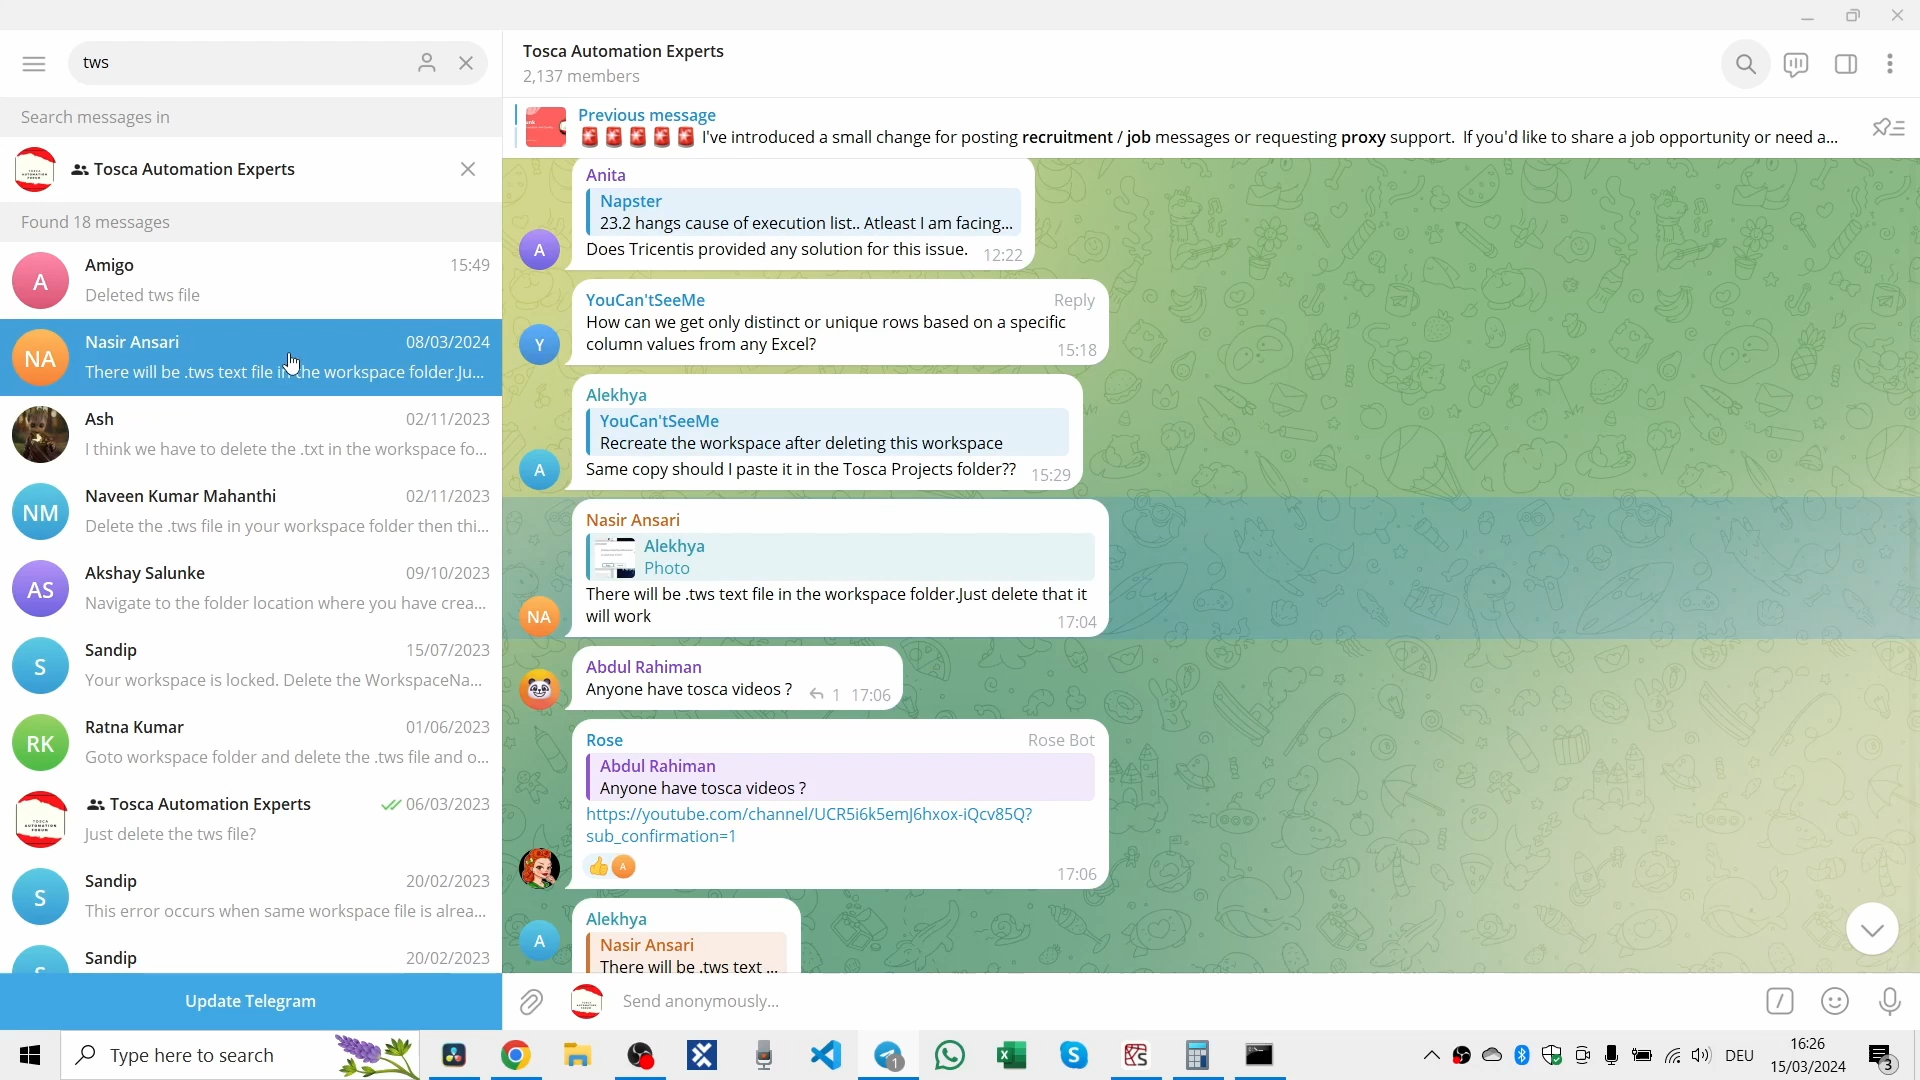 tws
Search messages in
Tosca Automation Experts
Found 18 messages
Amigo 15:49
Deleted tws file
NA Nasir Ansari 08/03/2024
There will be .tws text file in the workspace folder.Ju...
Ash 02/11/2023
I think we have to delete the .txt in the workspace fo...
NM Naveen Kumar Mahanthi 02/11/2023
Delete the .tws file in your workspace folder then thi...
AS Akshay Salunke 09/10/2023
Navigate to the folder location where you have crea...
S Sandip 15/07/2023
Your workspace is locked. Delete the WorkspaceNa...
RK Ratna Kumar 01/06/2023
Goto workspace folder and delete the .tws file and o...
Tosca Automation Experts 06/03/2023
Just delete the tws file?
S Sandip 20/02/2023
This error occurs when same workspace file is alrea...
Sandip 20/02/2023
Update Telegram
Tosca Automation Experts
2,137 members
Previous message
I've introduced a small change for posting recruitment / job messages or requesting proxy support. If you'd like to share a job opportunity or need a...
Anita
Napster
23.2 hangs cause of execution list.. Atleast I am facing...
A Does Tricentis provided any solution for this issue. 12:22
YouCan'tSeeMe Reply
How can we get only distinct or unique rows based on a specific
Y column values from any Excel? 15:18
Alekhya
YouCan'tSeeMe
Recreate the workspace after deleting this workspace
A Same copy should I paste it in the Tosca Projects folder?? 15:29
Nasir Ansari
Alekhya
Photo
There will be .tws text file in the workspace folder.Just delete that it
NA will work 17:04
Abdul Rahiman
Anyone have tosca videos ? 1 17:06
Rose Rose Bot
Abdul Rahiman
Anyone have tosca videos ?
https://youtube.com/channel/UCR5i6k5emJ6hxox-iQcv85Q?
sub_confirmation=1
A 17:06
Alekhya
A Nasir Ansari
There will be .tws text ...
Send anonymously...
Type here to search
1
DEU
16:26
15/03/2024
3